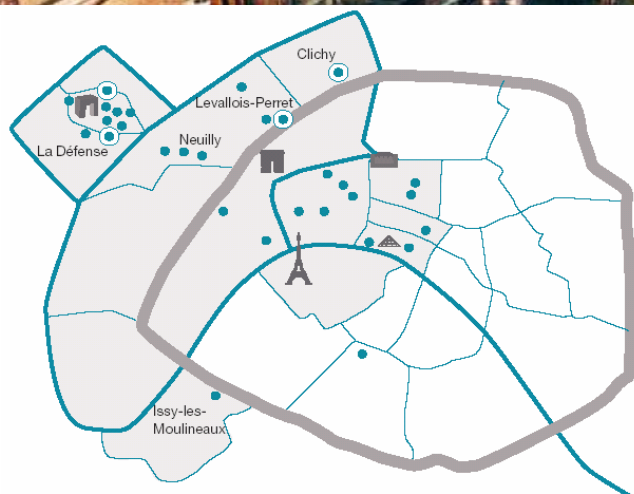 Clichy
Levallois-Perret
Neuilly
La Défense
Issy-les-
Moulineaux